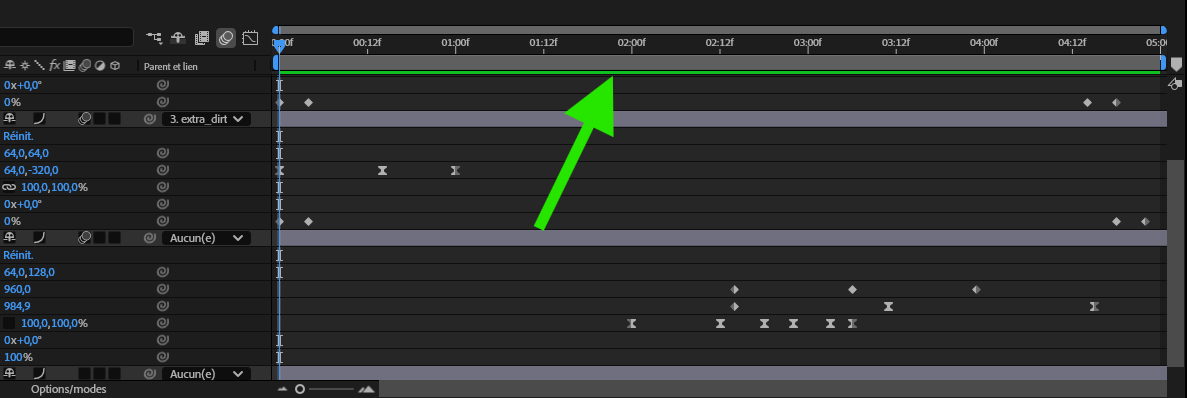 00f 00:12f 01:00f 01:12f 02:00f 02:12f 03:00f 03:12f 04:00f 04:12f 05:00
fx Parent et lien
0x+0,0°
0%
3. extra_dirt
Réinit.
64,0,64,0
64,0,-320,0
100,0,100,0%
0x+0,0°
0%
Aucun(e)
Réinit.
64,0,128,0
960,0
984,9
100,0,100,0%
0x+0,0°
100%
Aucun(e)
Options/modes